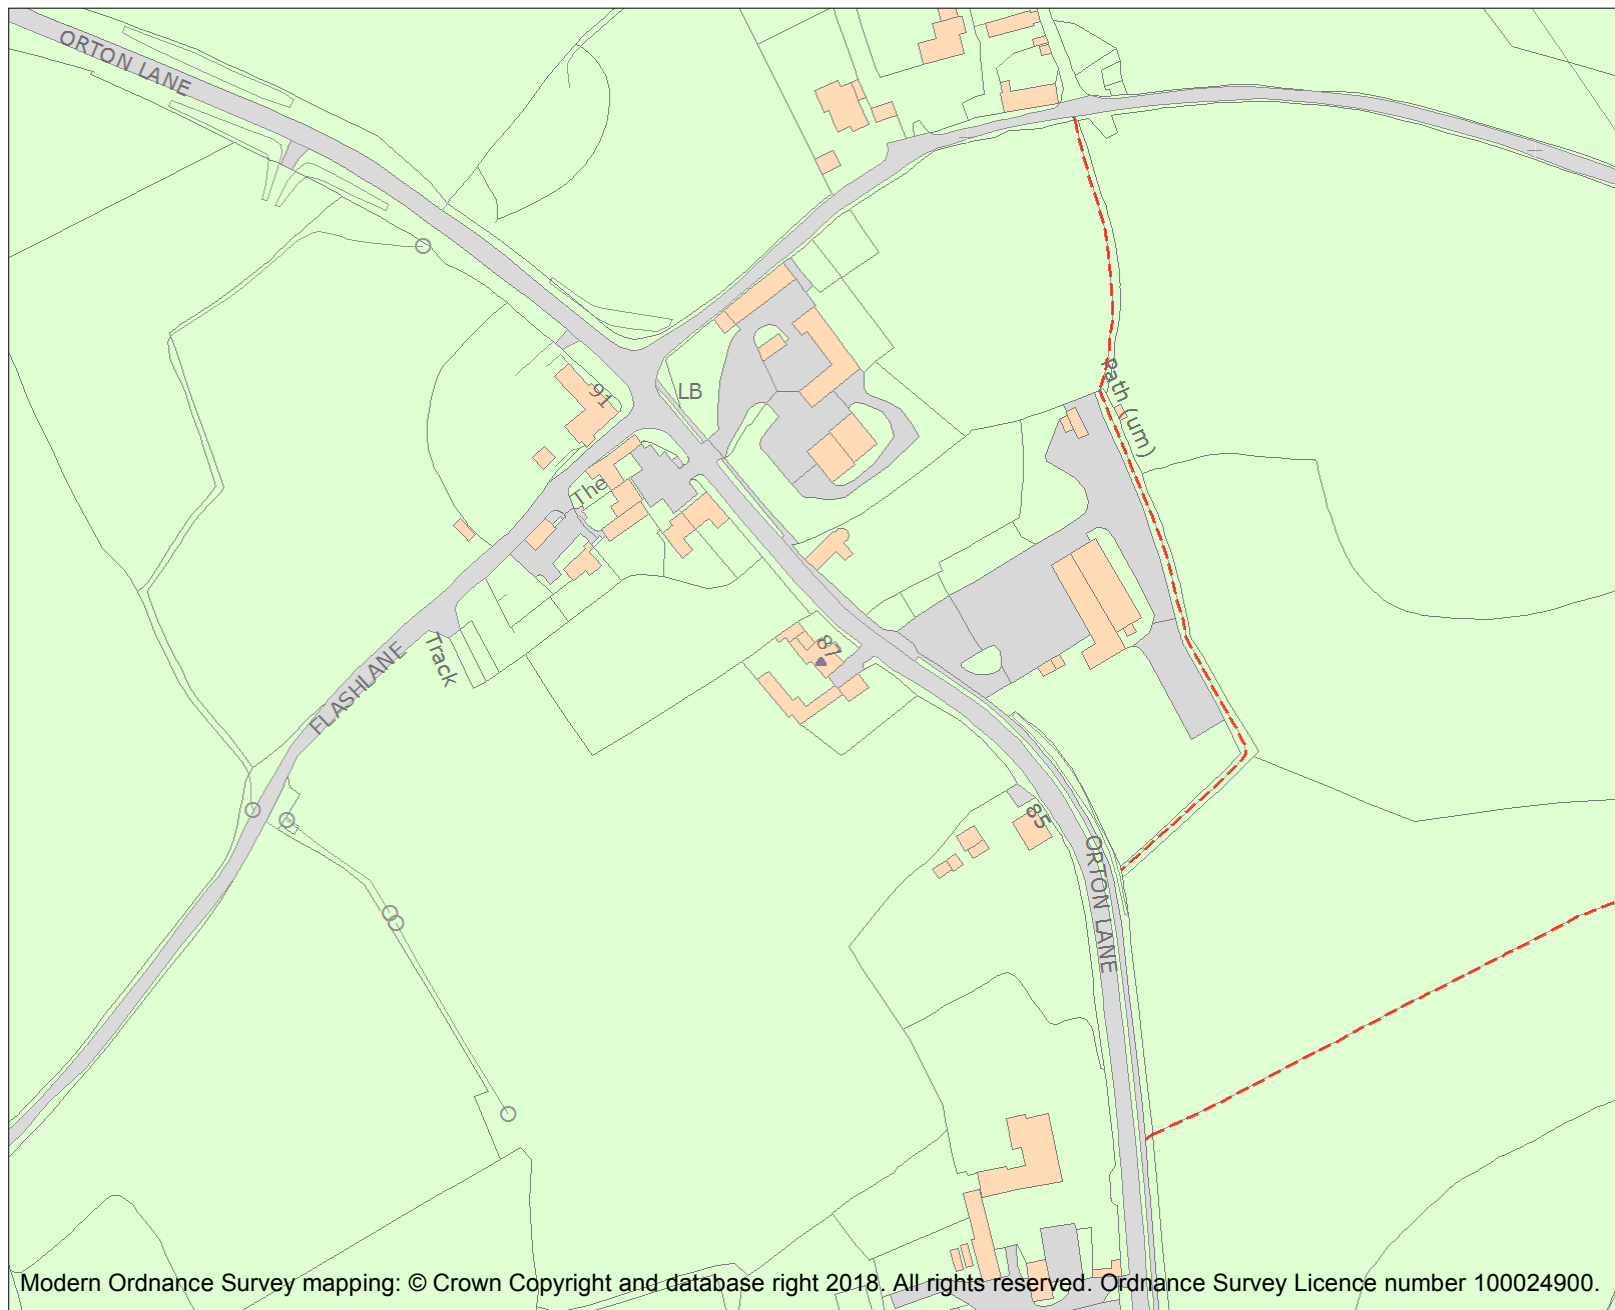 ORTON LANE
Path (um)
91
LB
The
87
Track
FLASHLANE
85
ORTON LANE
Modern Ordnance Survey mapping: © Crown Copyright and database right 2018. All rights reserved. Ordnance Survey Licence number 100024900.